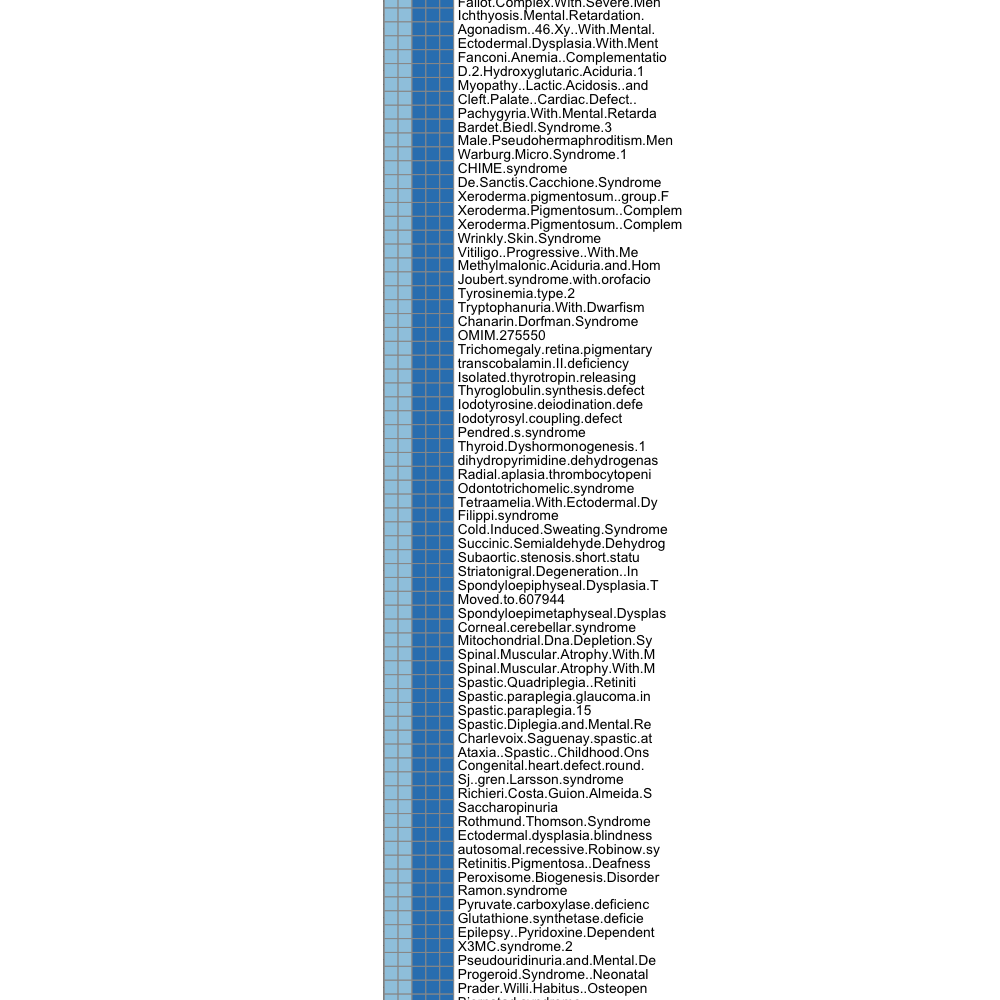 Fallot.Complex.With.Severe.Men
Ichthyosis.Mental.Retardation.
Agonadism..46.Xy..With.Mental.
Ectodermal.Dysplasia.With.Ment
Fanconi.Anemia..Complementatio
D.2.Hydroxyglutaric.Aciduria.1
Myopathy..Lactic.Acidosis..and
Cleft.Palate..Cardiac.Defect..
Pachygyria.With.Mental.Retarda
Bardet.Biedl.Syndrome.3
Male.Pseudohermaphroditism.Men
Warburg.Micro.Syndrome.1
CHIME.syndrome
De.Sanctis.Cacchione.Syndrome
Xeroderma.pigmentosum..group.F
Xeroderma.Pigmentosum..Complem
Xeroderma.Pigmentosum..Complem
Wrinkly.Skin.Syndrome
Vitiligo..Progressive..With.Me
Methylmalonic.Aciduria.and.Hom
Joubert.syndrome.with.orofacio
Tyrosinemia.type.2
Tryptophanuria.With.Dwarfism
Chanarin.Dorfman.Syndrome
OMIM.275550
Trichomegaly.retina.pigmentary
transcobalamin.II.deficiency
Isolated.thyrotropin.releasing
Thyroglobulin.synthesis.defect
Iodotyrosine.deiodination.defe
Iodotyrosyl.coupling.defect
Pendred.s.syndrome
Thyroid.Dyshormonogenesis.1
dihydropyrimidine.dehydrogenas
Radial.aplasia.thrombocytopeni
Odontotrichomelic.syndrome
Tetraamelia.With.Ectodermal.Dy
Filippi.syndrome
Cold.Induced.Sweating.Syndrome
Succinic.Semialdehyde.Dehydrog
Subaortic.stenosis.short.statu
Striatonigral.Degeneration..In
Spondyloepiphyseal.Dysplasia.T
Moved.to.607944
Spondyloepimetaphyseal.Dysplas
Corneal.cerebellar.syndrome
Mitochondrial.Dna.Depletion.Sy
Spinal.Muscular.Atrophy.With.M
Spinal.Muscular.Atrophy.With.M
Spastic.Quadriplegia..Retiniti
Spastic.paraplegia.glaucoma.in
Spastic.paraplegia.15
Spastic.Diplegia.and.Mental.Re
Charlevoix.Saguenay.spastic.at
Ataxia..Spastic..Childhood.Ons
Congenital.heart.defect.round.
Sj..gren.Larsson.syndrome
Richieri.Costa.Guion.Almeida.S
Saccharopinuria
Rothmund.Thomson.Syndrome
Ectodermal.dysplasia.blindness
autosomal.recessive.Robinow.sy
Retinitis.Pigmentosa..Deafness
Peroxisome.Biogenesis.Disorder
Ramon.syndrome
Pyruvate.carboxylase.deficienc
Glutathione.synthetase.deficie
Epilepsy..Pyridoxine.Dependent
X3MC.syndrome.2
Pseudouridinuria.and.Mental.De
Progeroid.Syndrome..Neonatal
Prader.Willi.Habitus..Osteopen